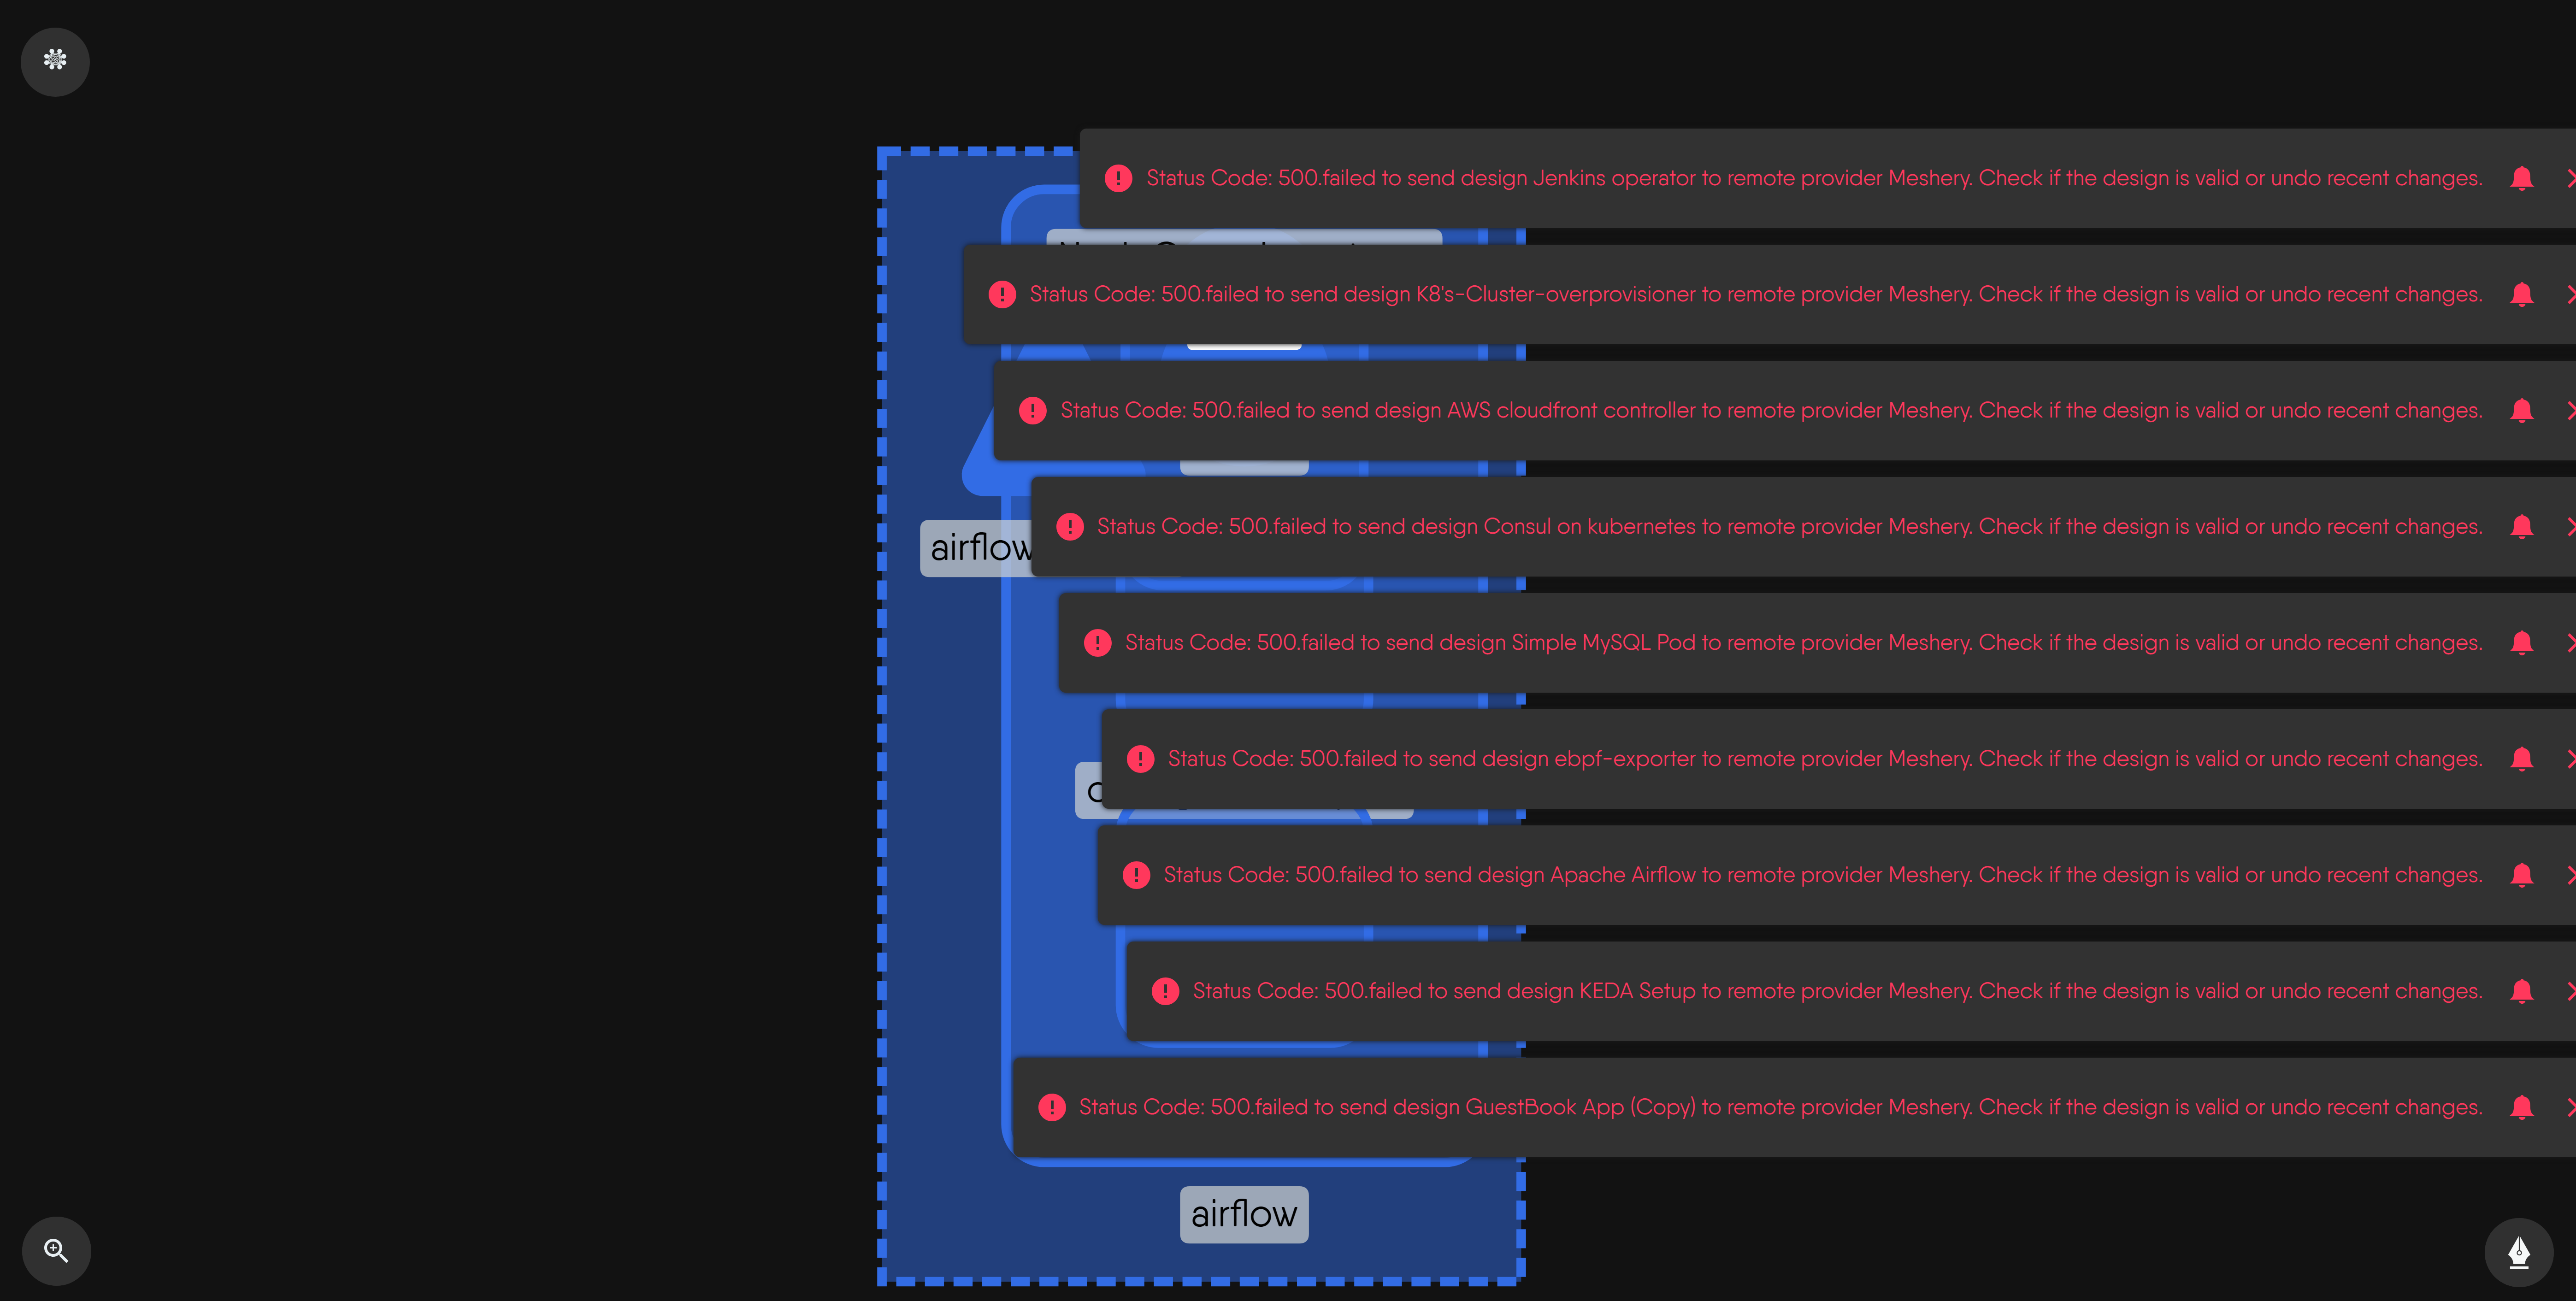 Status Code: 500.failed to send design Jenkins operator to remote provider Meshery. Check if the design is valid or undo recent changes.
Status Code: 500.failed to send design K8's-Cluster-overprovisioner to remote provider Meshery. Check if the design is valid or undo recent changes.
Status Code: 500.failed to send design AWS cloudfront controller to remote provider Meshery. Check if the design is valid or undo recent changes.
Status Code: 500.failed to send design Consul on kubernetes to remote provider Meshery. Check if the design is valid or undo recent changes.
airflow
Status Code: 500.failed to send design Simple MySQL Pod to remote provider Meshery. Check if the design is valid or undo recent changes.
Status Code: 500.failed to send design ebpf-exporter to remote provider Meshery. Check if the design is valid or undo recent changes.
Status Code: 500.failed to send design Apache Airflow to remote provider Meshery. Check if the design is valid or undo recent changes.
Status Code: 500.failed to send design KEDA Setup to remote provider Meshery. Check if the design is valid or undo recent changes.
Status Code: 500.failed to send design GuestBook App (Copy) to remote provider Meshery. Check if the design is valid or undo recent changes.
airflow